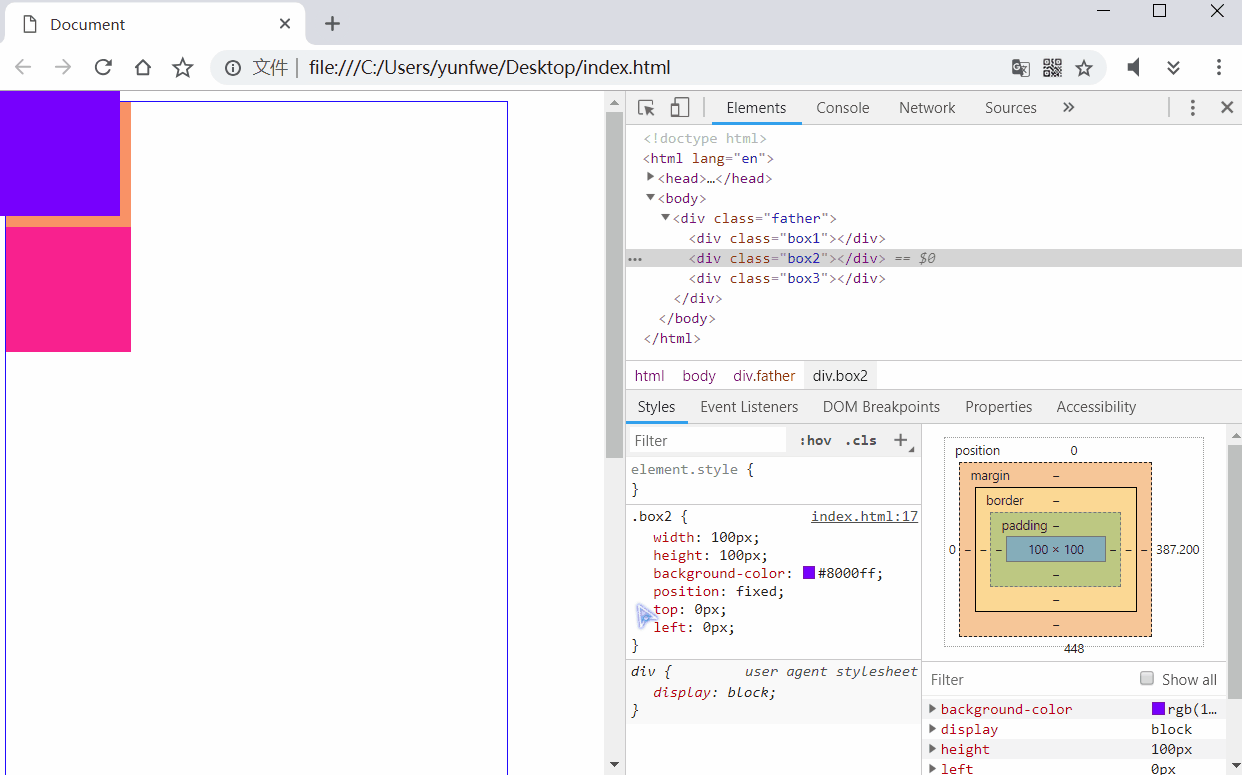 Document
文件 file:///C:/Users/yunfwe/Desktop/index.html
Elements Console Network Sources
<!doctype html>
<html lang="en">
<head>…</head>
<body>
<div class="father">
<div class="box1"></div>
<div class="box2"></div> == $0
<div class="box3"></div>
</div>
</body>
</html>
html body div.father div.box2
Styles Event Listeners DOM Breakpoints Properties Accessibility
Filter :hov .cls +
element.style {
}
.box2 { index.html:17
width: 100px;
height: 100px;
background-color: #8000ff;
position: fixed;
top: 0px;
left: 0px;
}
div { user agent stylesheet
display: block;
}
position 0
margin –
border –
padding –
0 – – – 100 × 100 – – – 387.200
–
–
–
448
Filter Show all
background-color rgb(1…
display block
height 100px
left 0px